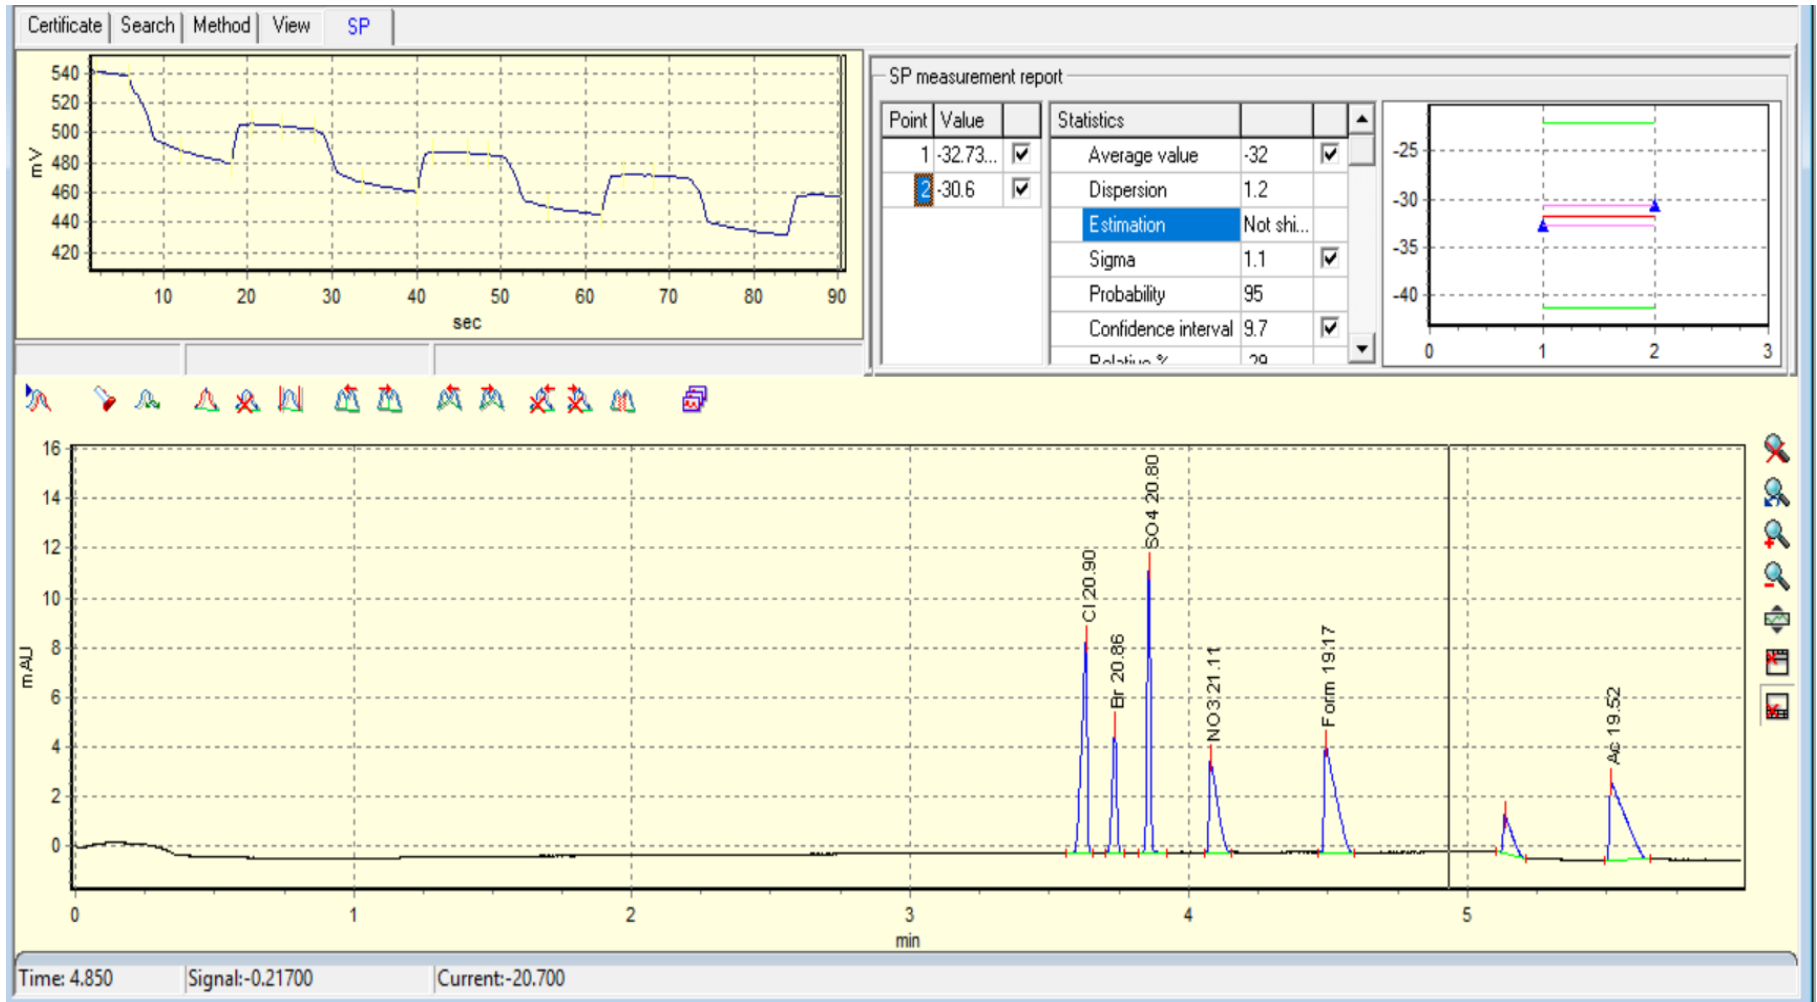 Certificate Search Method View SP
540
520
500
480
460
440
420
mV
10 20 30 40 50 60 70 80 90
sec
SP measurement report
Point Value
1 -32.73...
2 -30.6
Statistics
Average value -32
Dispersion 1.2
Estimation Not shi...
Sigma 1.1
Probability 95
Confidence interval 9.7
Relative % -29
-25
-30
-35
-40
0 1 2 3
16
14
12
10
8
6
4
2
0
mAU
Cl 20.90
Br 20.86
SO4 20.80
NO3 21.11
Form 19.17
Ac 19.52
0 1 2 3 4 5
min
Time: 4.850 Signal:-0.21700 Current:-20.700